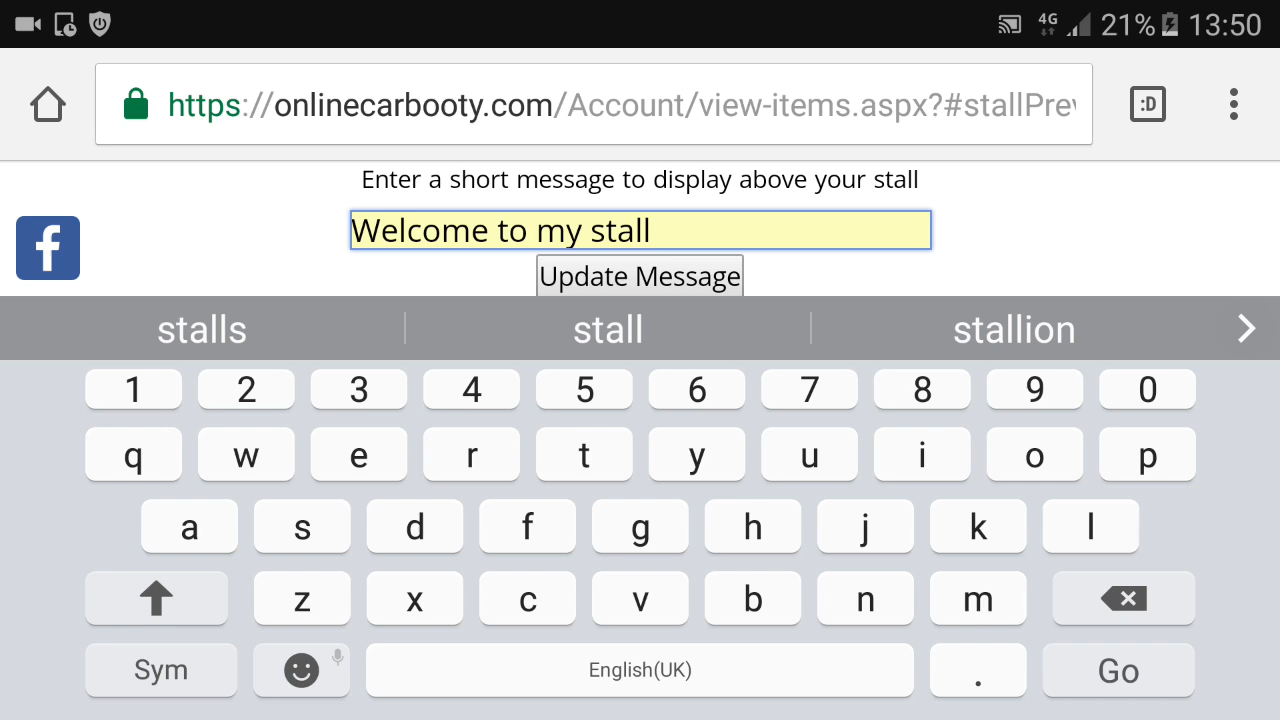 4G 21% 13:50
https://onlinecarbooty.com/Account/view-items.aspx?#stallPrev :D
Enter a short message to display above your stall
Welcome to my stall
f
Update Message
stalls stall stallion
1 2 3 4 5 6 7 8 9 0
q w e r t y u i o p
a s d f g h j k l
z x c v b n m
Sym English(UK) . Go